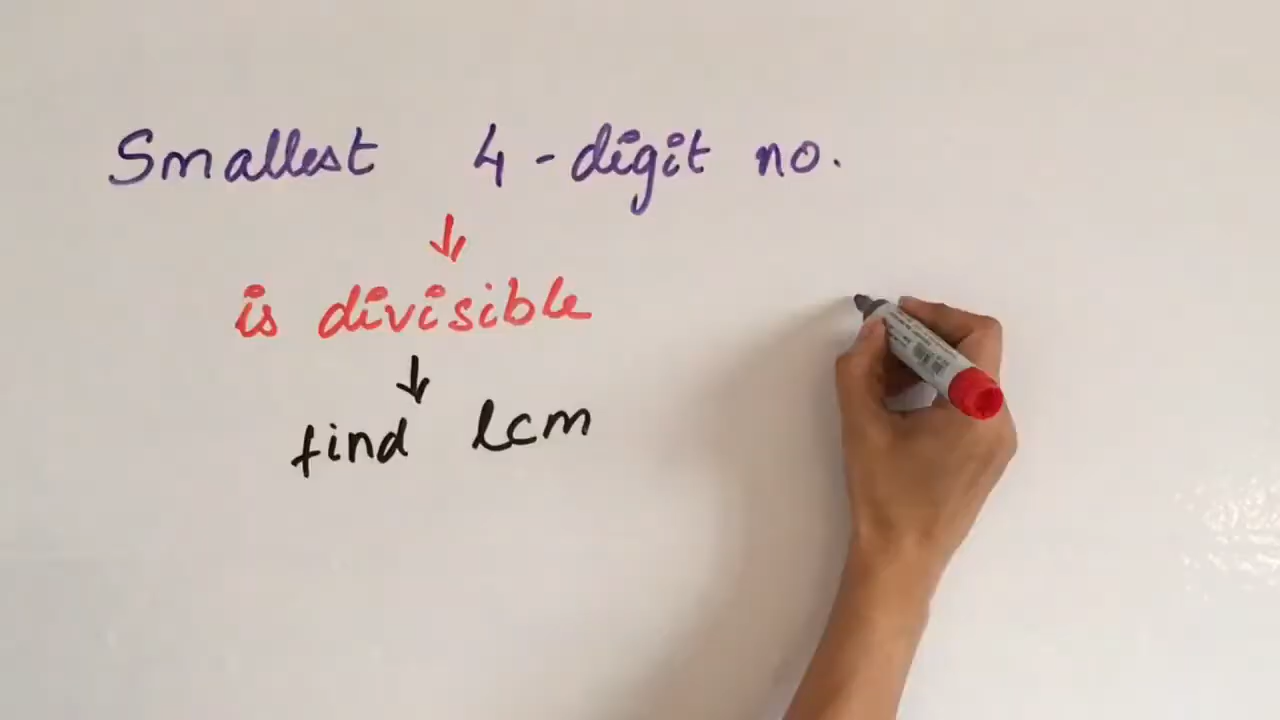 Smallest 4-digit no.
↓
is divisible
↓
find lcm